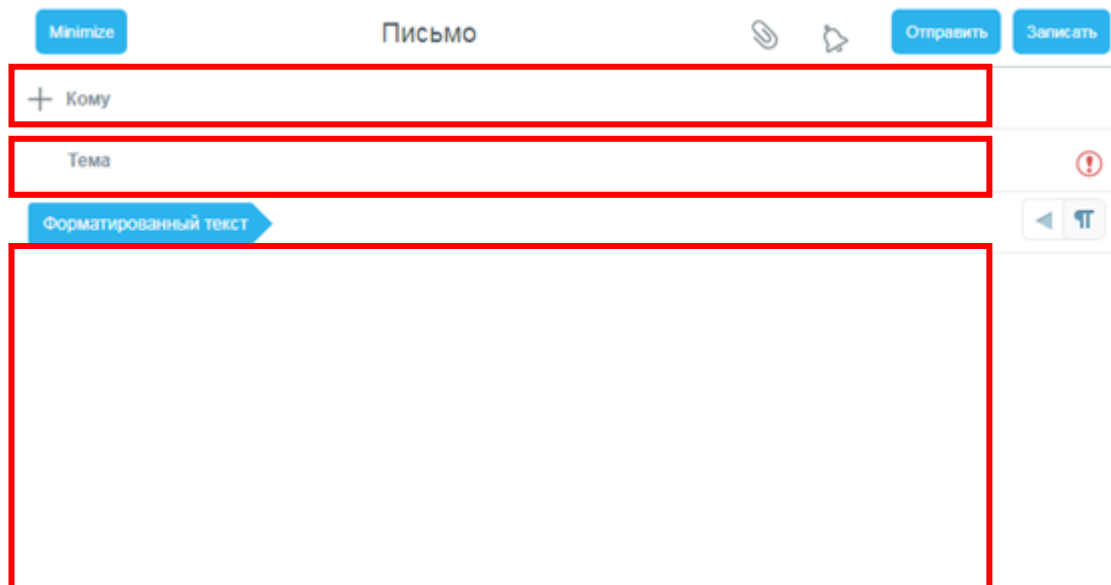 Minimize Письмо Отправить Записать
Кому
Тема
Форматированный текст